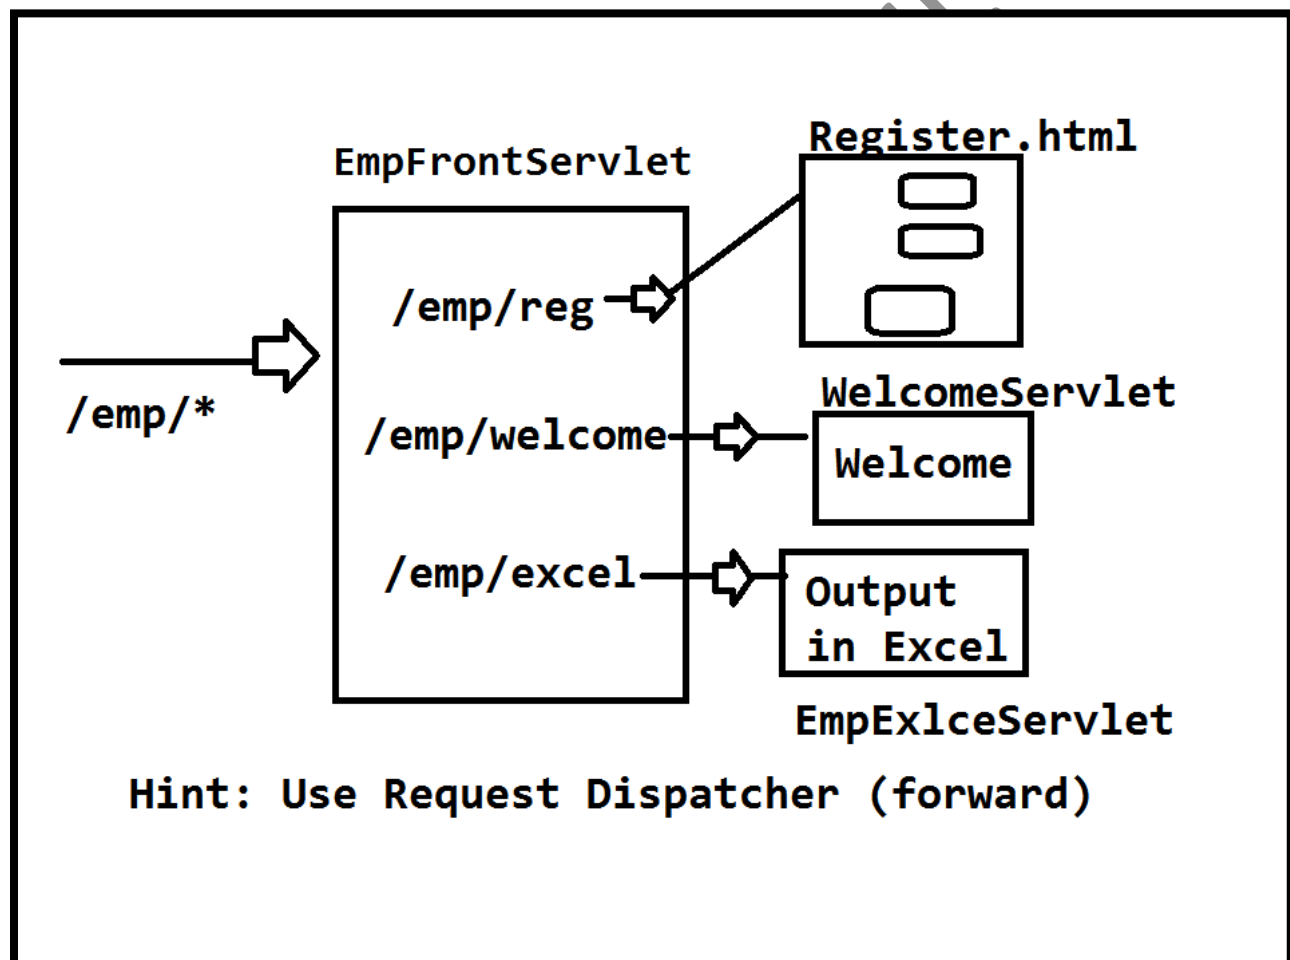 Register.html
EmpFrontServlet
/emp/reg
/emp/*
WelcomeServlet
/emp/welcome
Welcome
/emp/excel
Output
in Excel
EmpExlceServlet
Hint: Use Request Dispatcher (forward)